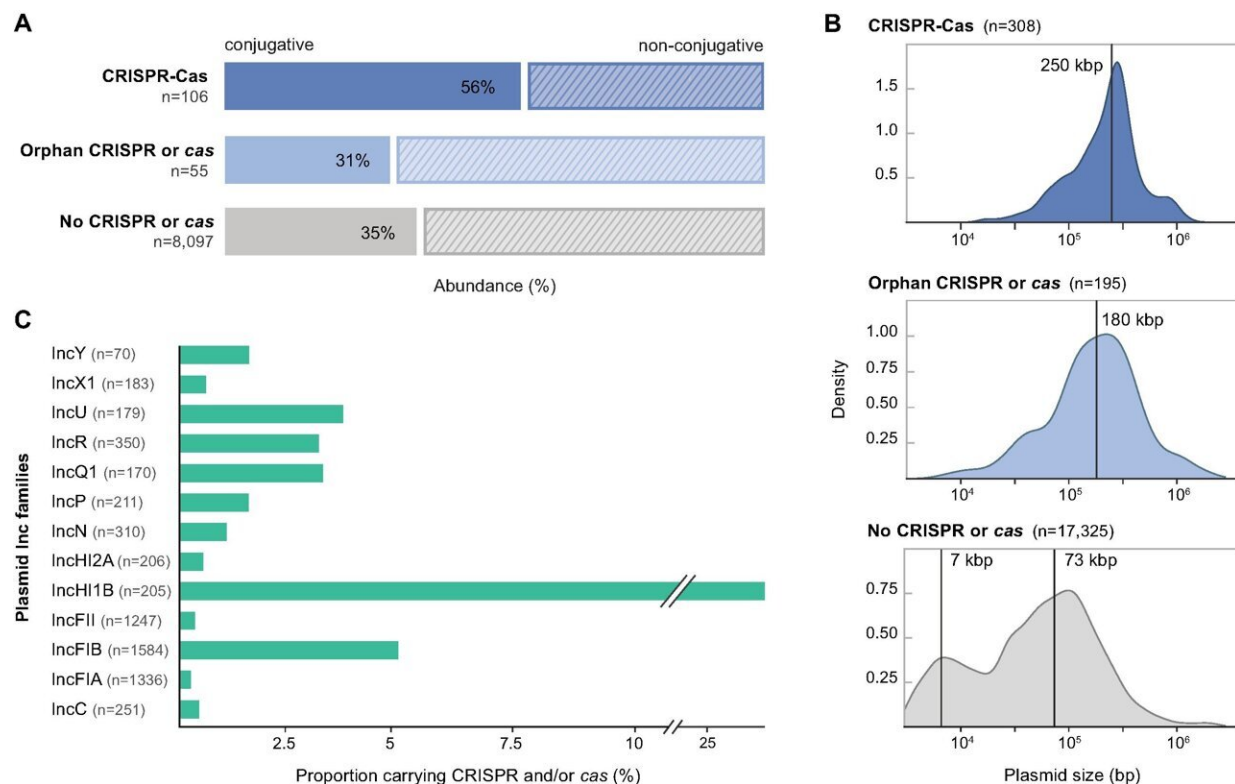 A
conjugative
non-conjugative
CRISPR-Cas
n=106
56%
Orphan CRISPR or cas
n=55
31%
No CRISPR or cas
n=8,097
35%
Abundance (%)
B
CRISPR-Cas (n=308)
250 kbp
1.5
1.0
0.5
10⁴
10⁵
10⁶
Orphan CRISPR or cas (n=195)
180 kbp
1.00
0.75
0.50
0.25
Density
10⁴
10⁵
10⁶
No CRISPR or cas (n=17,325)
7 kbp
73 kbp
0.75
0.50
0.25
10⁴
10⁵
10⁶
Plasmid size (bp)
C
Plasmid Inc families
IncY (n=70)
IncX1 (n=183)
IncU (n=179)
IncR (n=350)
IncQ1 (n=170)
IncP (n=211)
IncN (n=310)
IncHI2A (n=206)
IncHI1B (n=205)
IncFII (n=1247)
IncFIB (n=1584)
IncFIA (n=1336)
IncC (n=251)
2.5
5
7.5
10
25
Proportion carrying CRISPR and/or cas (%)